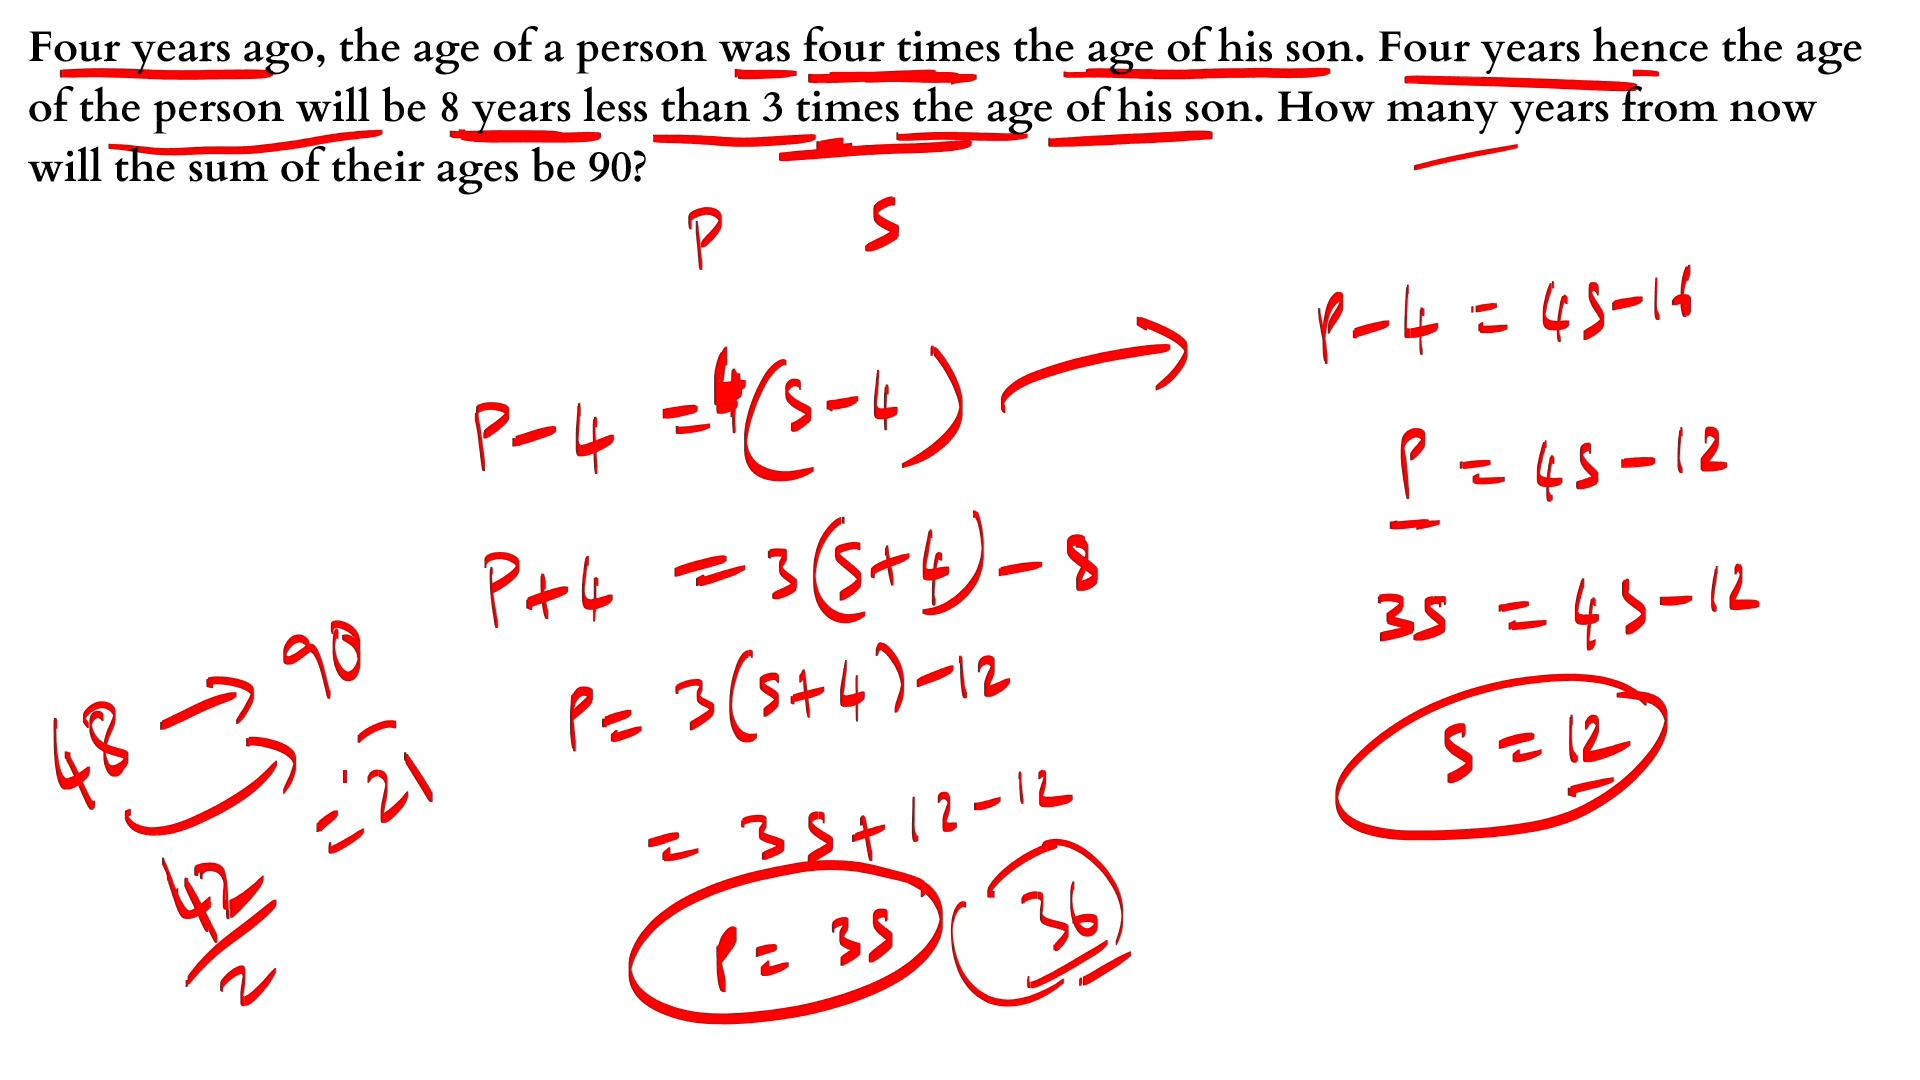 Four years ago, the age of a person was four times the age of his son. Four years hence the age
of the person will be 8 years less than 3 times the age of his son. How many years from now
will the sum of their ages be 90?
P S
P-4 = 4(S-4)
P+4 = 3(S+4)-8
P = 3(S+4)-12
= 3S+12-12
P = 3S
36
P-4 = 4S-16
P = 4S-12
3S = 4S-12
S = 12
48 → 90
42
2
= 21